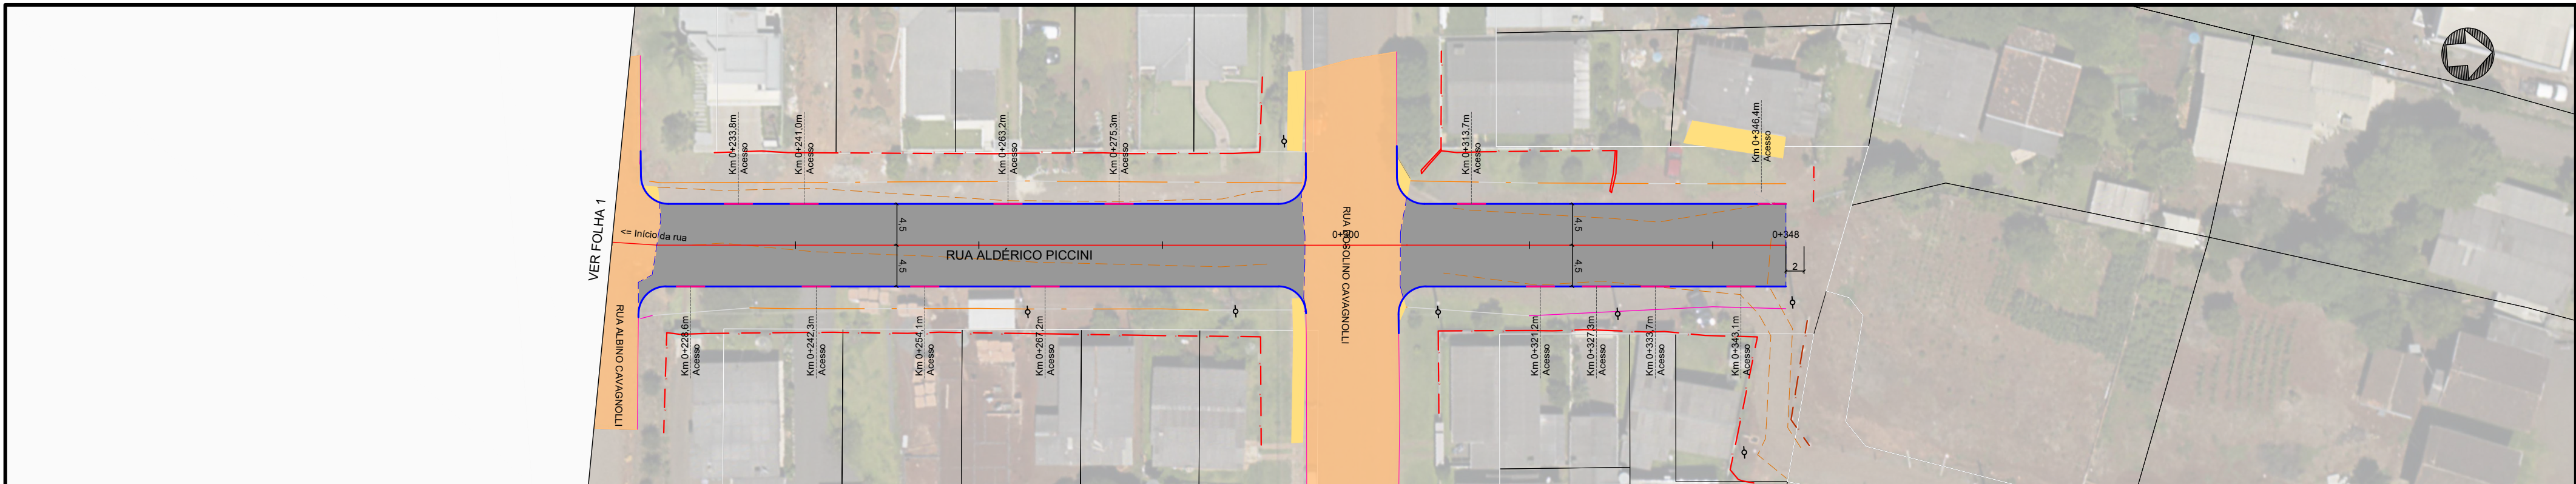 VER FOLHA 1
<= Início da rua
RUA ALBINO CAVAGNOLLI
Km 0+233,8m
Acesso
Km 0+241,0m
Acesso
Km 0+263,2m
Acesso
Km 0+275,3m
Acesso
Km 0+313,7m
Acesso
Km 0+346,4m
Acesso
4,5
4,5
RUA ALDÉRICO PICCINI
0+300
RUA ROSOLINO CAVAGNOLLI
4,5
4,5
0+348
2
Km 0+228,6m
Acesso
Km 0+242,3m
Acesso
Km 0+254,1m
Acesso
Km 0+267,2m
Acesso
Km 0+321,2m
Acesso
Km 0+327,3m
Acesso
Km 0+333,7m
Acesso
Km 0+343,1m
Acesso